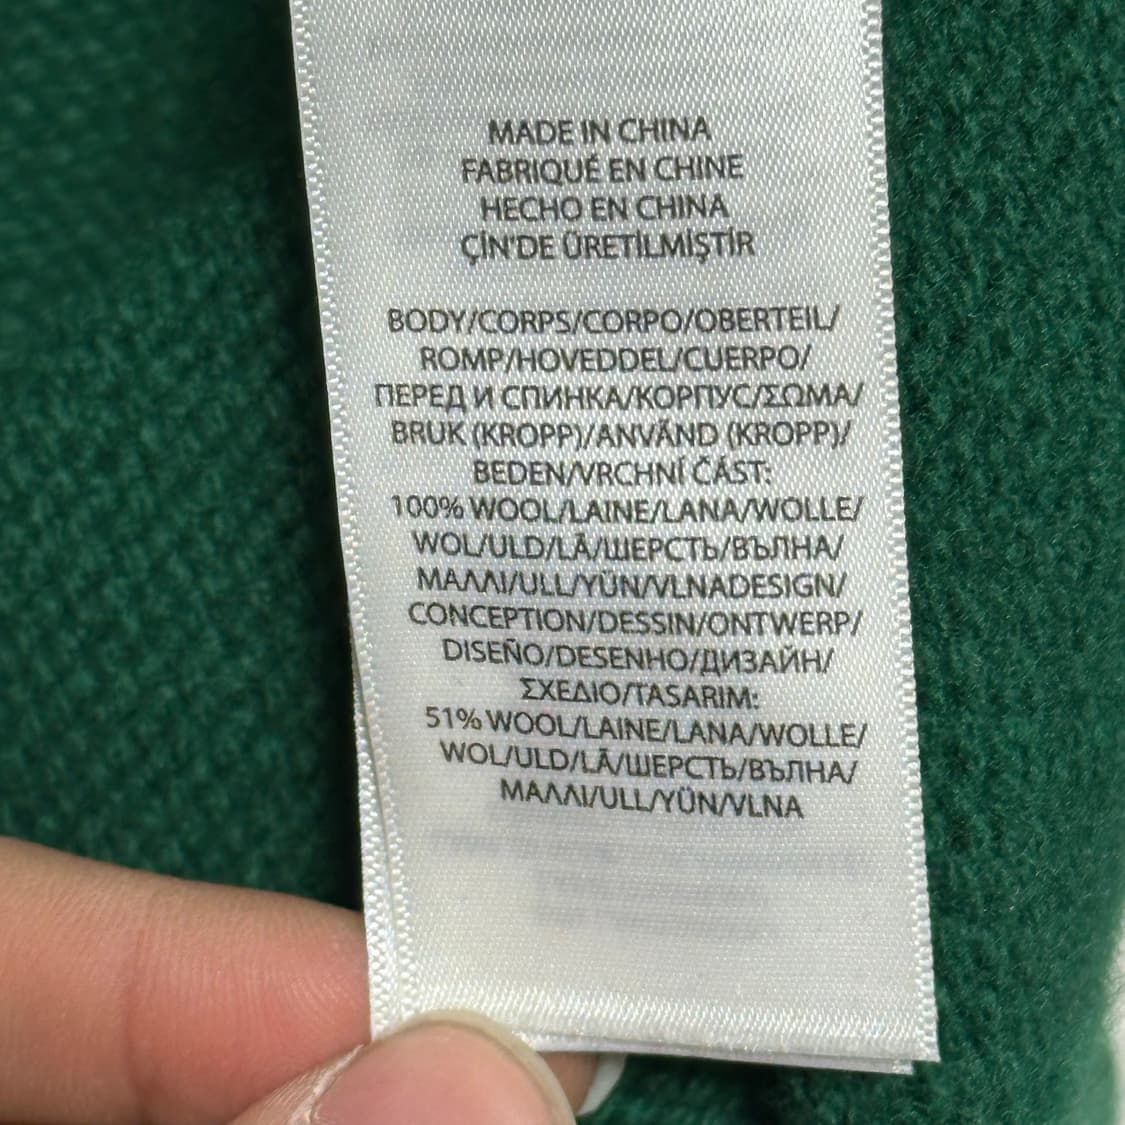 MADE IN CHINA
FABRIQUÉ EN CHINE
HECHO EN CHINA
ÇİN'DE ÜRETİLMİŞTİR
BODY/CORPS/CORPO/OBERTEIL/
ROMP/HOVEDDEL/CUERPO/
ПЕРЕД И СПИНКА/КОРПУС/ΣΩΜΑ/
BRUK (KROPP)/ANVÄND (KROPP)/
BEDEN/VRCHNÍ ČÁST:
100% WOOL/LAINE/LANA/WOLLE/
WOL/ULD/LÃ/ШЕРСТЬ/ВЪЛНА/
ΜΑΛΛΙ/ULL/YÜN/VLNADESIGN/
CONCEPTION/DESSIN/ONTWERP/
DISEÑO/DESENHO/ДИЗАЙН/
ΣΧΕΔΙΟ/TASARIM:
51% WOOL/LAINE/LANA/WOLLE/
WOL/ULD/LÃ/ШЕРСТЬ/ВЪЛНА/
ΜΑΛΛΙ/ULL/YÜN/VLNA